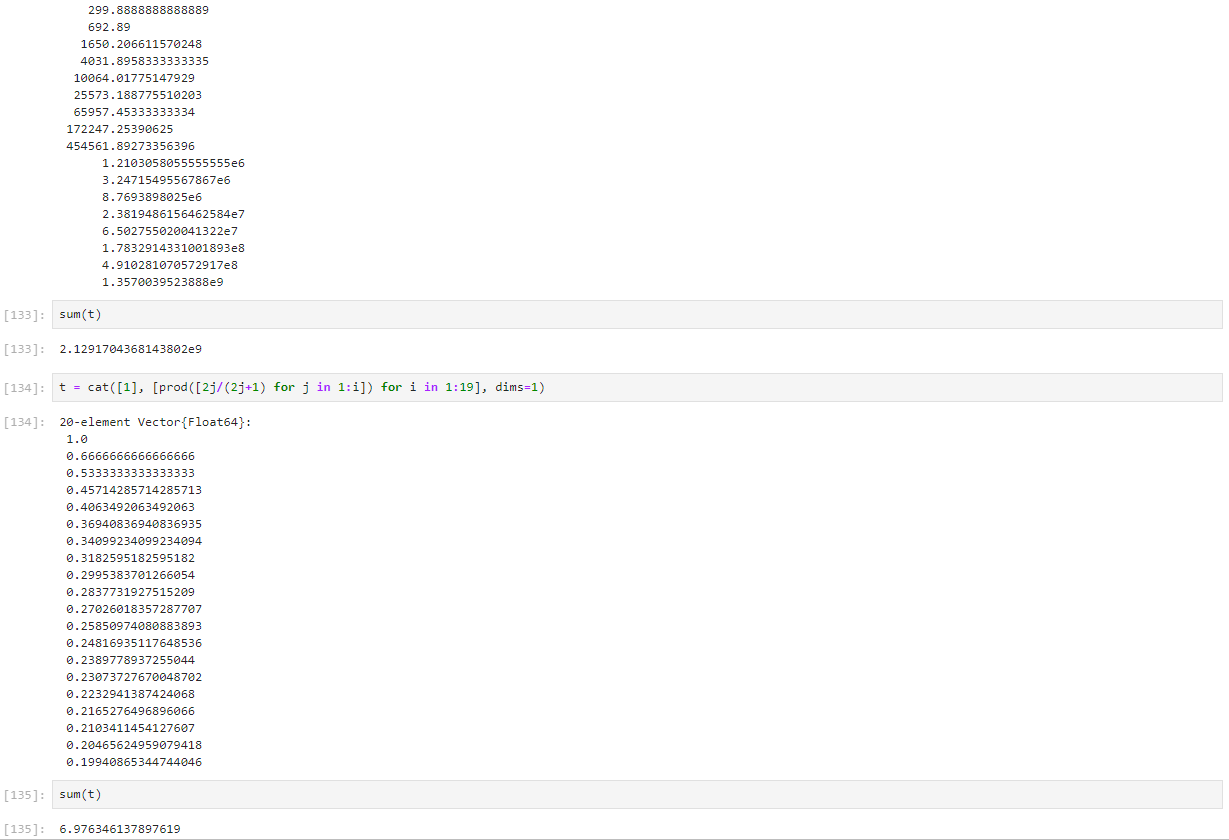 299.8888888888889
692.89
1650.206611570248
4031.8958333333335
10064.01775147929
25573.188775510203
65957.45333333334
172247.25390625
454561.89273356396
1.2103058055555555e6
3.24715495567867e6
8.7693898025e6
2.3819486156462584e7
6.502755020041322e7
1.7832914331001893e8
4.910281070572917e8
1.3570039523888e9
[133]: sum(t)
[133]: 2.1291704368143802e9
[134]: t = cat([1], [prod([2j/(2j+1) for j in 1:i]) for i in 1:19], dims=1)
[134]: 20-element Vector{Float64}:
1.0
0.6666666666666666
0.5333333333333333
0.45714285714285713
0.4063492063492063
0.36940836940836935
0.34099234099234094
0.3182595182595182
0.2995383701266054
0.2837731927515209
0.27026018357287707
0.25850974080883893
0.24816935117648536
0.2389778937255044
0.23073727670048702
0.2232941387424068
0.2165276496896066
0.2103411454127607
0.20465624959079418
0.19940865344744046
[135]: sum(t)
[135]: 6.976346137897619